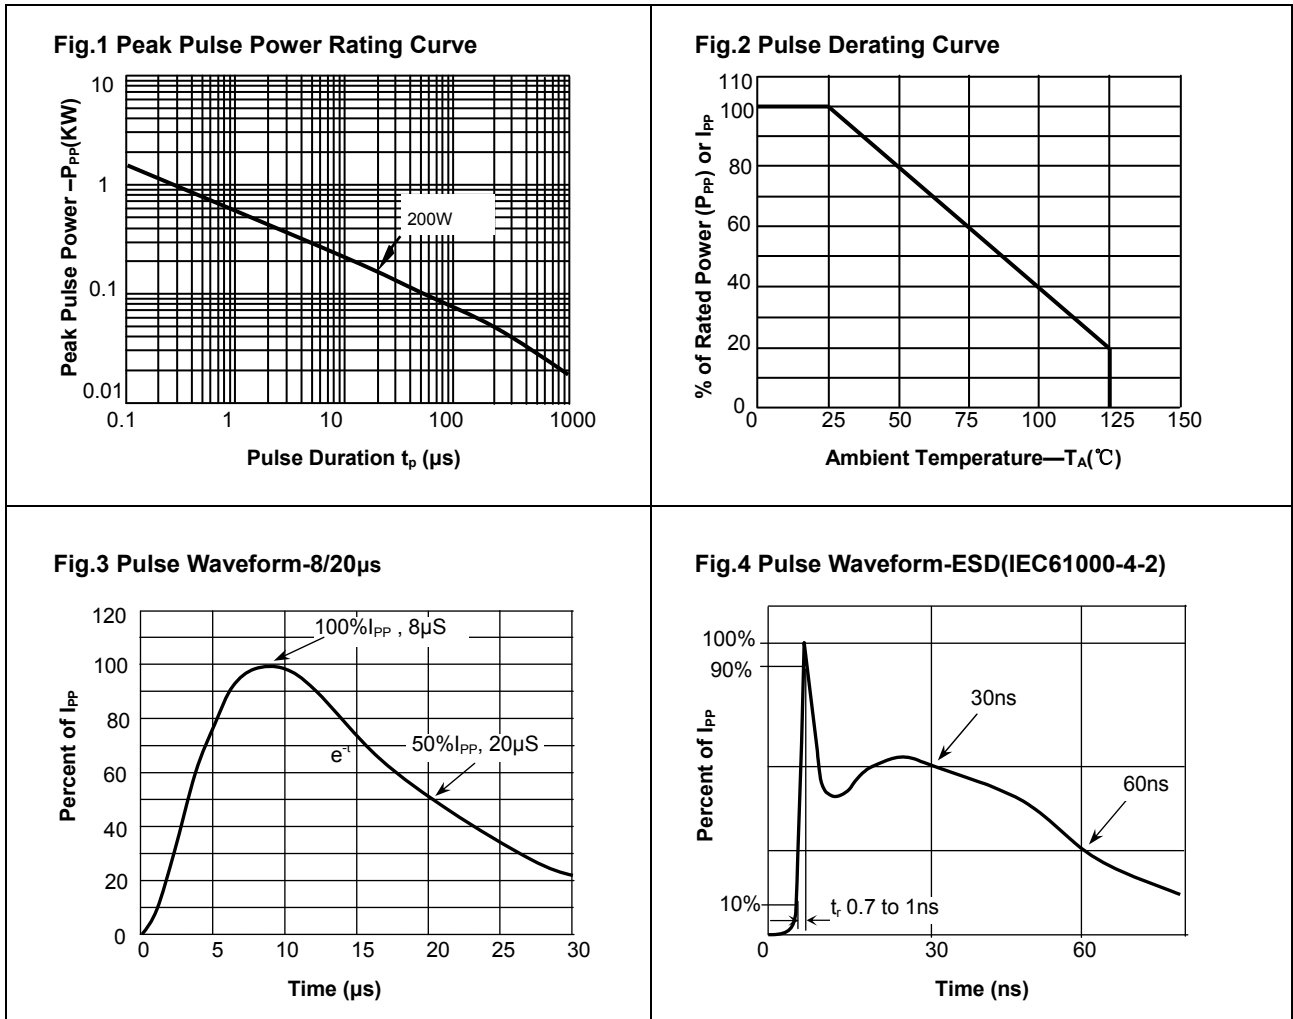 Fig.1 Peak Pulse Power Rating Curve
Peak Pulse Power –PPP(KW)
10
1
0.1
0.01
200W
0.1 1 10 100 1000
Pulse Duration tp (µs)
Fig.2 Pulse Derating Curve
% of Rated Power (PPP) or IPP
110
100
80
60
40
20
0
25 50 75 100 125 150
Ambient Temperature—TA(℃)
Fig.3 Pulse Waveform-8/20µs
Percent of IPP
120
100
80
60
40
20
0
100%IPP , 8µS
50%IPP, 20µS
e-t
0 5 10 15 20 25 30
Time (µs)
Fig.4 Pulse Waveform-ESD(IEC61000-4-2)
Percent of IPP
100%
90%
10%
30ns
60ns
tr 0.7 to 1ns
0 30 60
Time (ns)